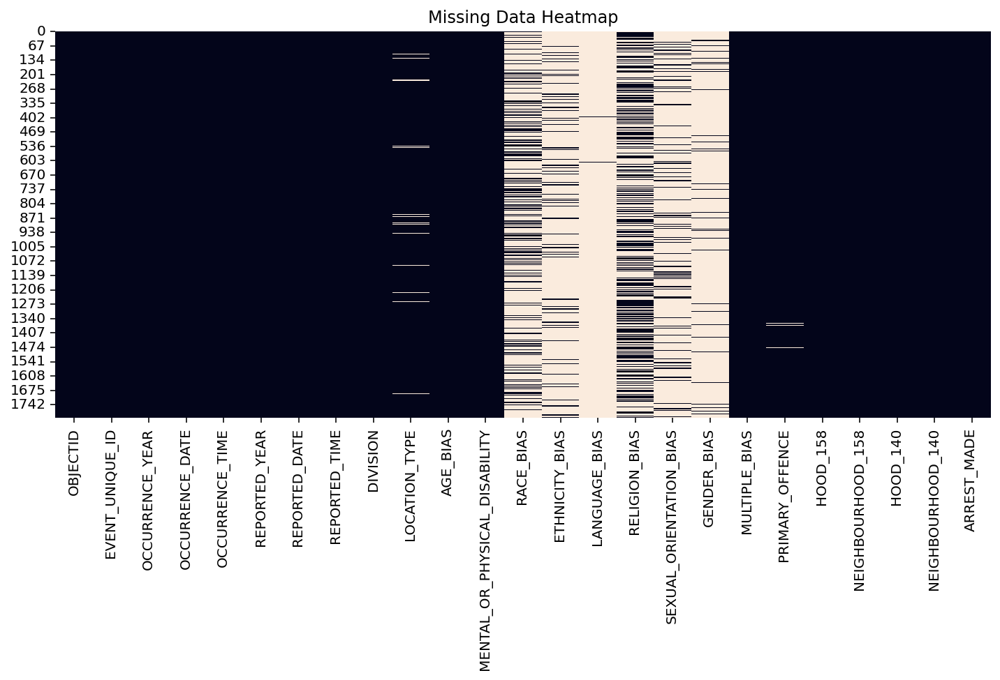 Missing Data Heatmap
0
67
134
201
268
335
402
469
536
603
670
737
804
871
938
1005
1072
1139
1206
1273
1340
1407
1474
1541
1608
1675
1742
OBJECTID
EVENT_UNIQUE_ID
OCCURRENCE_YEAR
OCCURRENCE_DATE
OCCURRENCE_TIME
REPORTED_YEAR
REPORTED_DATE
REPORTED_TIME
DIVISION
LOCATION_TYPE
AGE_BIAS
MENTAL_OR_PHYSICAL_DISABILITY
RACE_BIAS
ETHNICITY_BIAS
LANGUAGE_BIAS
RELIGION_BIAS
SEXUAL_ORIENTATION_BIAS
GENDER_BIAS
MULTIPLE_BIAS
PRIMARY_OFFENCE
HOOD_158
NEIGHBOURHOOD_158
HOOD_140
NEIGHBOURHOOD_140
ARREST_MADE